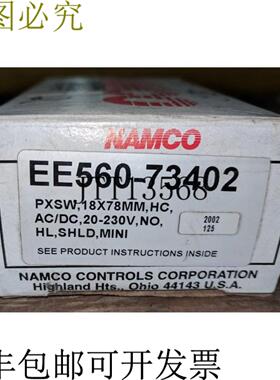 图必究
NAMCO
EE560-73402
JT113568
PXSW,18X78MM,HC,
AC/DC,20-230V,NO,
HL,SHLD,MINI
2002
125
SEE PRODUCT INSTRUCTIONS INSIDE
NAMCO CONTROLS CORPORATION
Highland Hts., Ohio 44143 U.S.A.
包邮可开发票